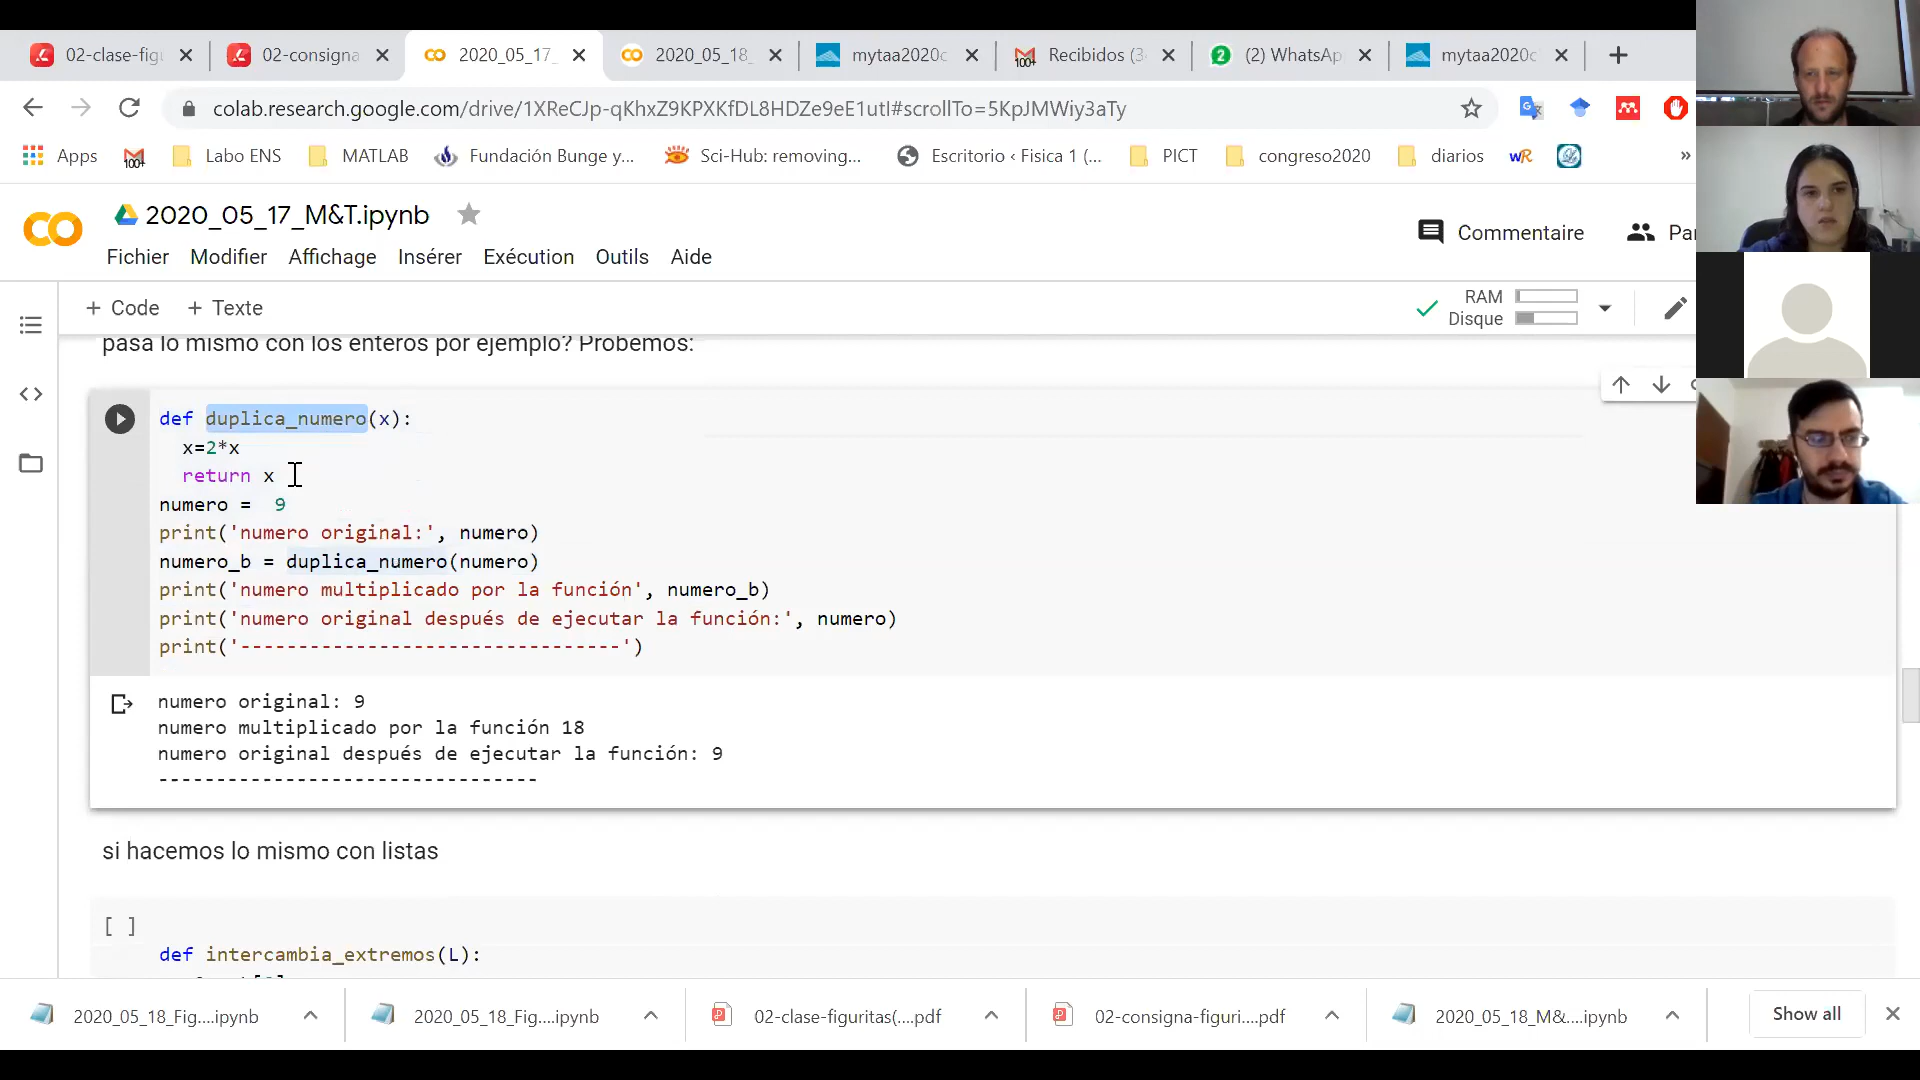 02-clase-fig
02-consigna
2020_05_17_
2020_05_18_
mytaa2020c
Recibidos (3
(2) WhatsAp
mytaa2020c
colab.research.google.com/drive/1XReCJp-qKhxZ9KPXKfDL8HDZe9eE1utI#scrollTo=5KpJMWiy3aTy
Apps
100+
Labo ENS
MATLAB
Fundación Bunge y...
Sci-Hub: removing...
Escritorio ‹ Fisica 1 (...
PICT
congreso2020
diarios
wR
»
2020_05_17_M&T.ipynb
Commentaire
Par
Fichier Modifier Affichage Insérer Exécution Outils Aide
+ Code + Texte
RAM
Disque
pasa lo mismo con los enteros por ejemplo? Probemos:
def duplica_numero(x):
x=2*x
return x
numero = 9
print('numero original:', numero)
numero_b = duplica_numero(numero)
print('numero multiplicado por la función', numero_b)
print('numero original después de ejecutar la función:', numero)
print('---------------------------------')
numero original: 9
numero multiplicado por la función 18
numero original después de ejecutar la función: 9
---------------------------------
si hacemos lo mismo con listas
[ ]
def intercambia_extremos(L):
2020_05_18_Fig....ipynb
2020_05_18_Fig....ipynb
02-clase-figuritas(....pdf
02-consigna-figuri....pdf
2020_05_18_M&....ipynb
Show all